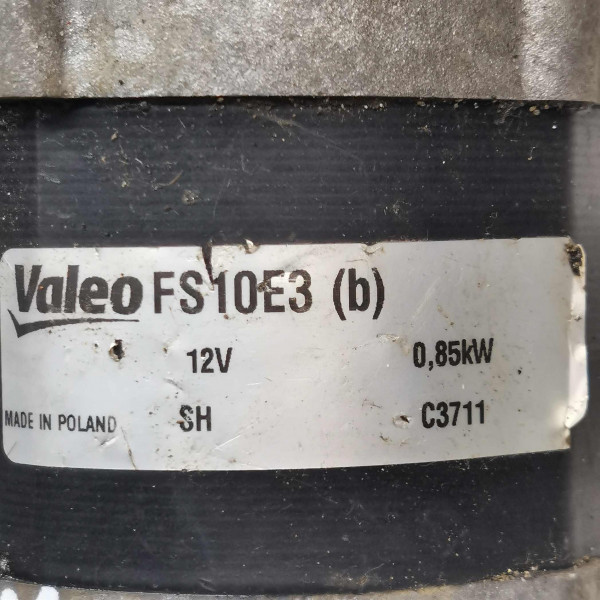 Valeo FS10E3 (b)
12V 0,85kW
MADE IN POLAND SH C3711